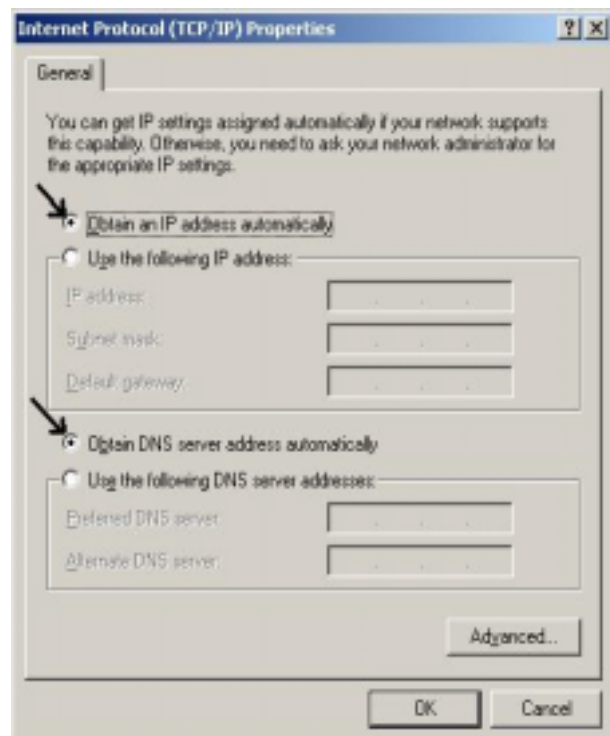 Internet Protocol (TCP/IP) Properties
General
You can get IP settings assigned automatically if your network supports
this capability. Otherwise, you need to ask your network administrator for
the appropriate IP settings.
Obtain an IP address automatically
Use the following IP address:
IP address:
Subnet mask:
Default gateway:
Obtain DNS server address automatically
Use the following DNS server addresses:
Preferred DNS server:
Alternate DNS server:
Advanced...
OK
Cancel